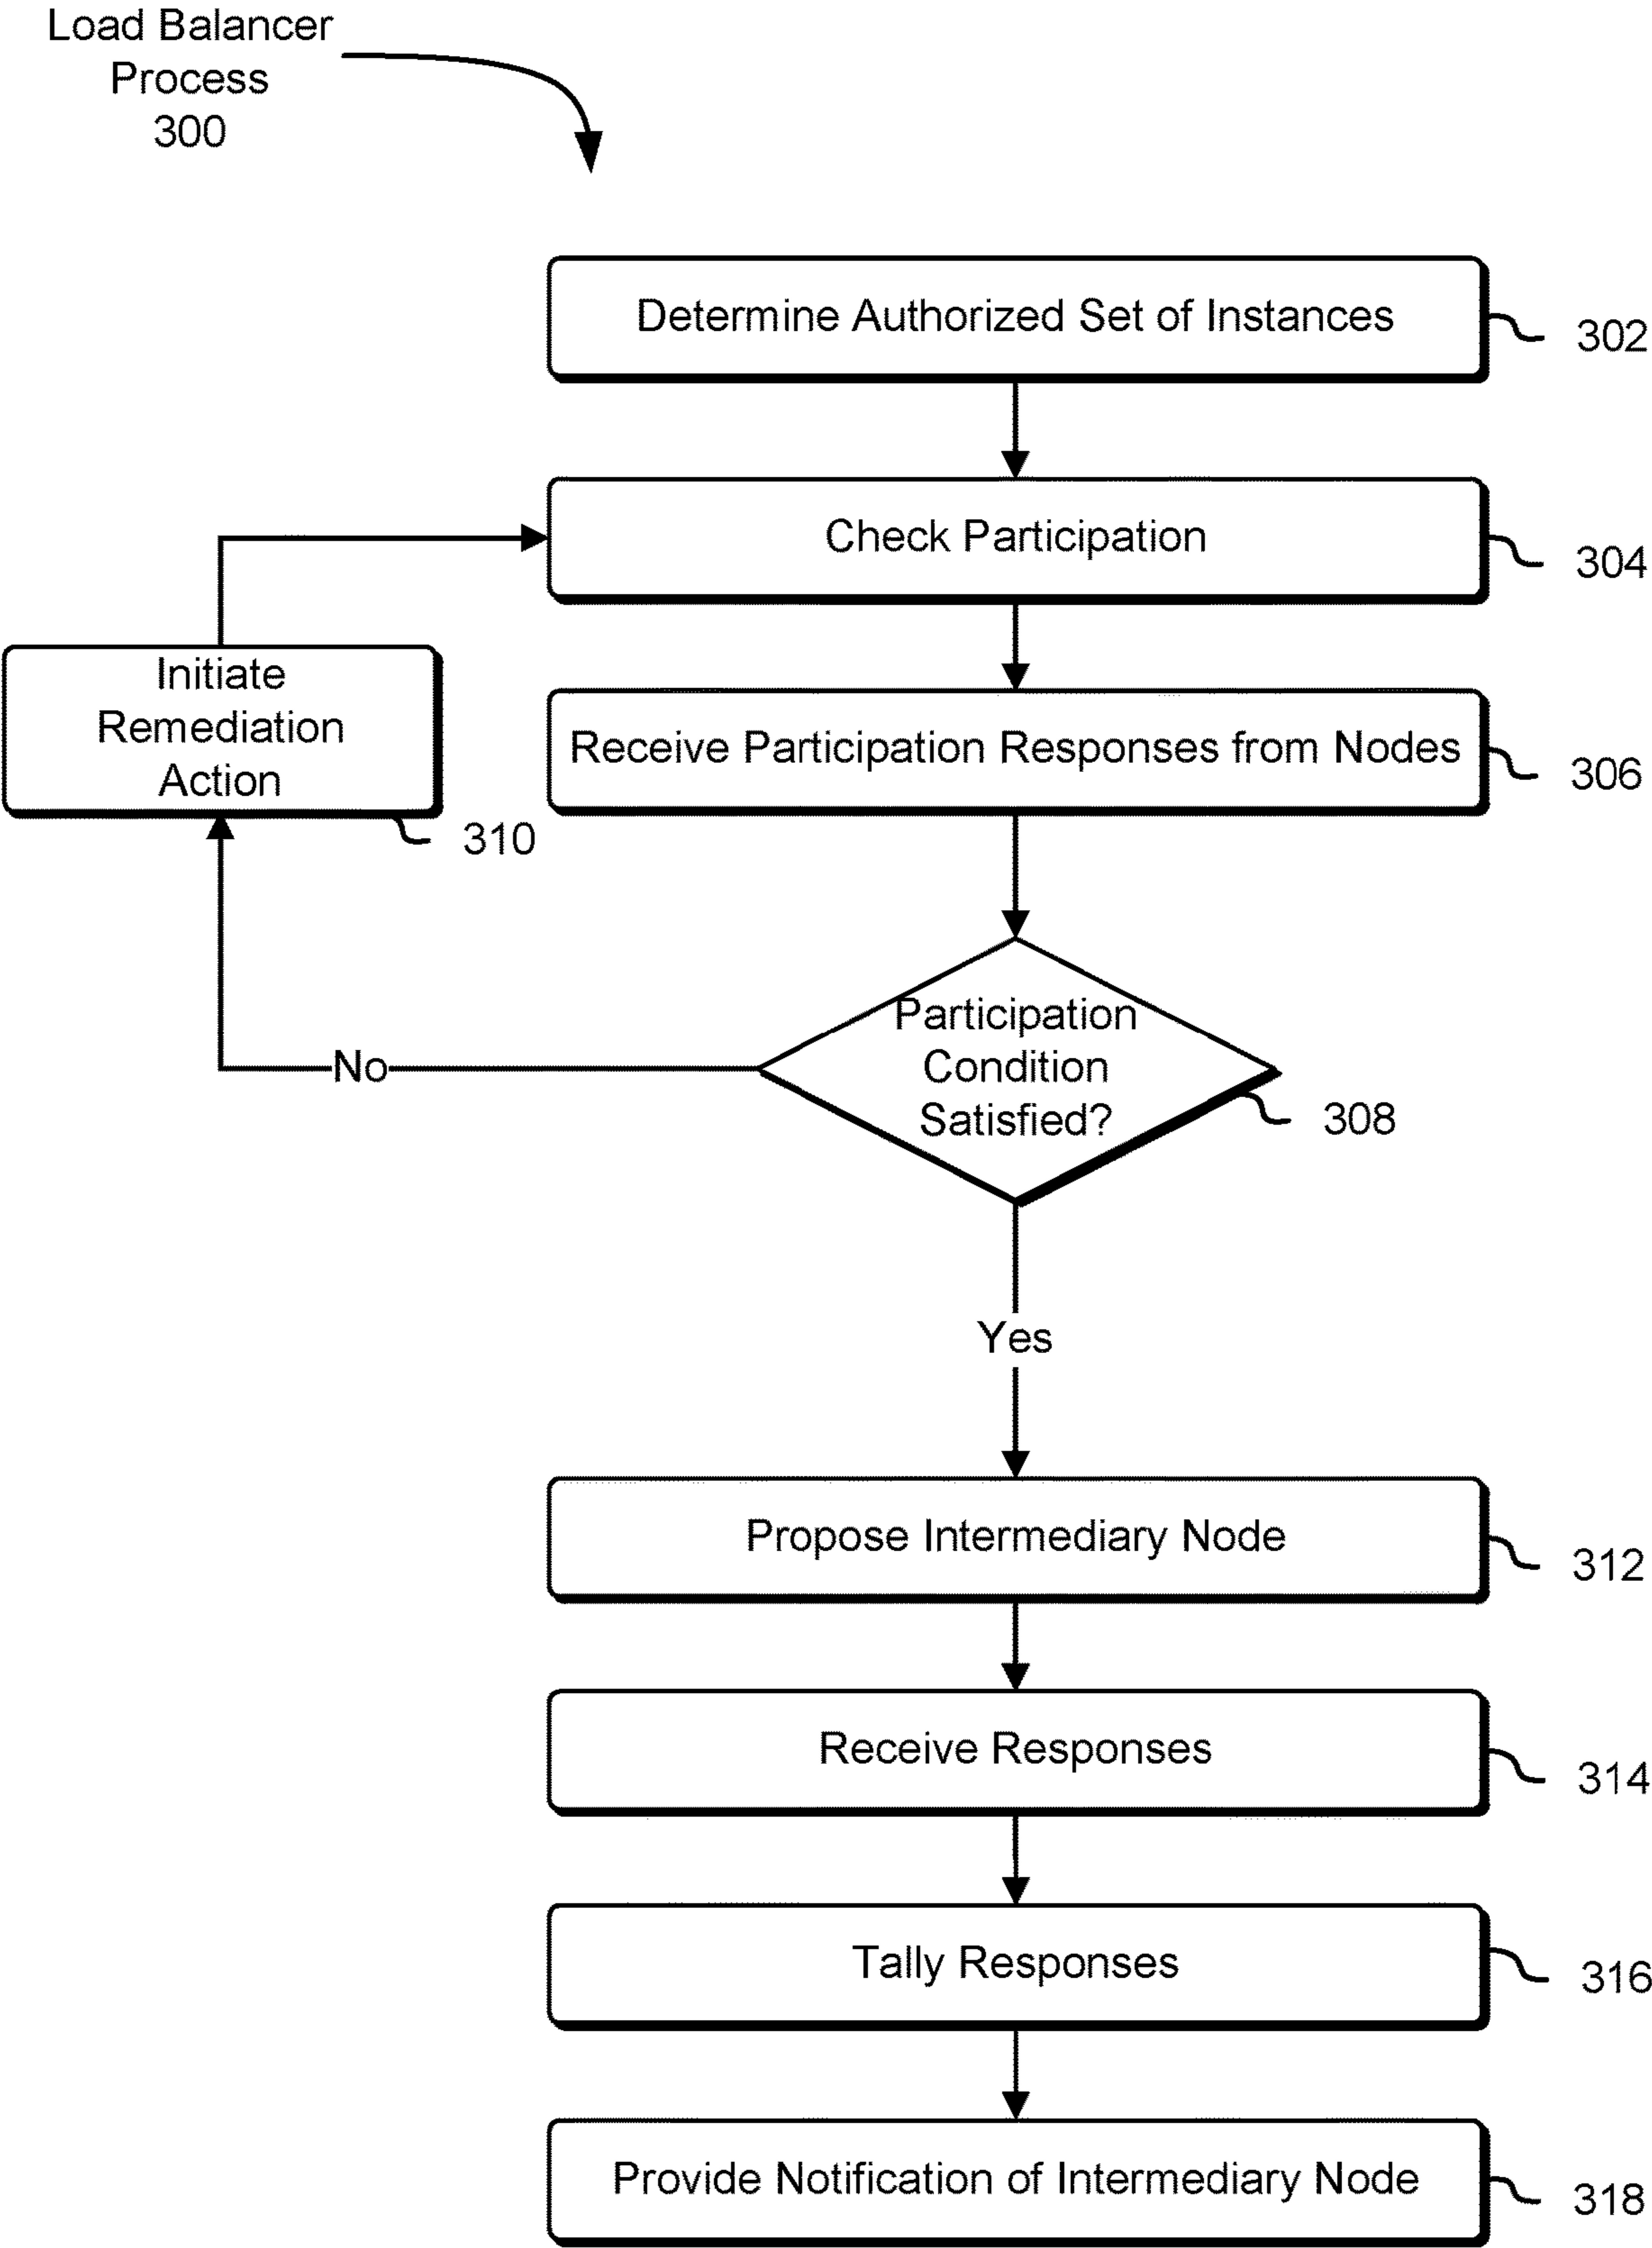 Load Balancer
Process
300
Determine Authorized Set of Instances
302
Check Participation
304
Initiate
Remediation
Action
310
Receive Participation Responses from Nodes
306
Participation
Condition
Satisfied?
308
No
Yes
Propose Intermediary Node
312
Receive Responses
314
Tally Responses
316
Provide Notification of Intermediary Node
318